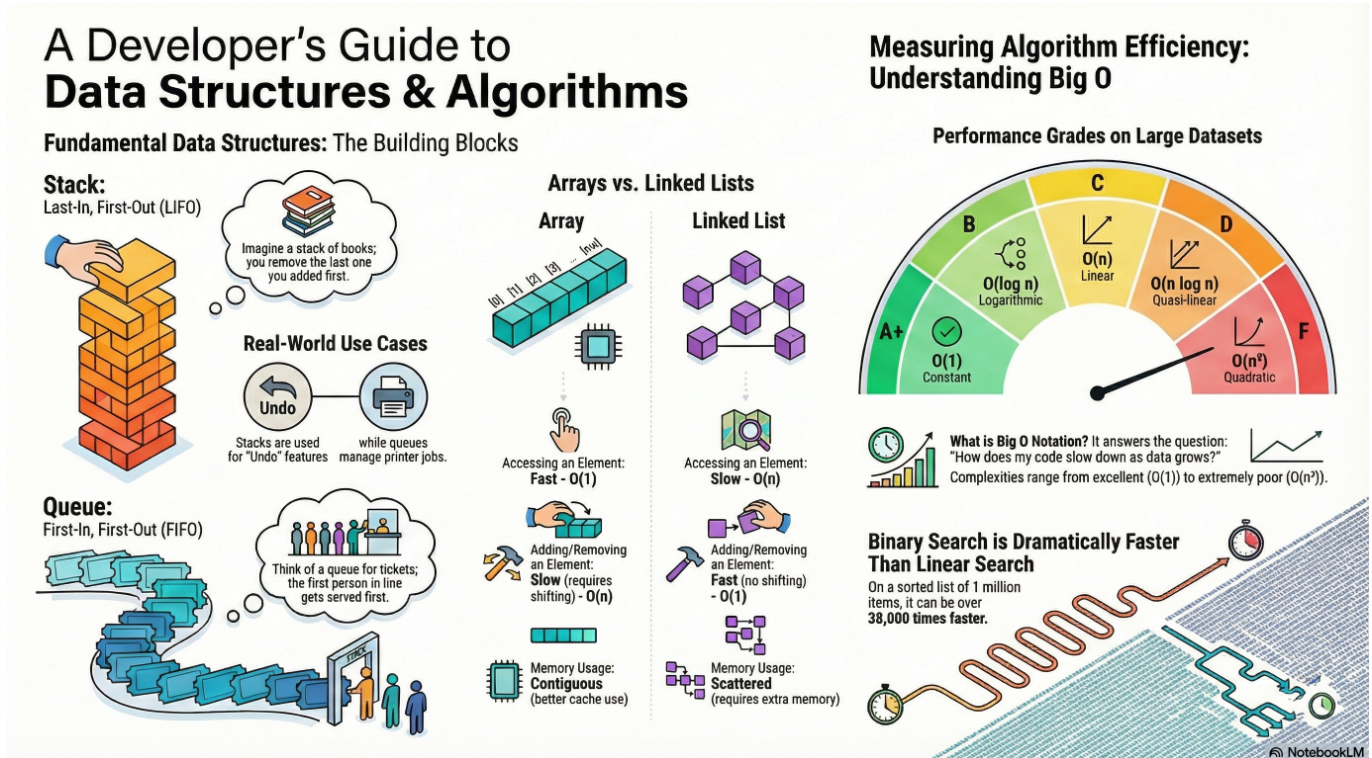 A Developer's Guide to
Data Structures & Algorithms
Fundamental Data Structures: The Building Blocks
Stack:
Last-In, First-Out (LIFO)
Imagine a stack of books;
you remove the last one
you added first.
Real-World Use Cases
Undo
Stacks are used
for "Undo" features
while queues
manage printer jobs.
Queue:
First-In, First-Out (FIFO)
Think of a queue for tickets;
the first person in line
gets served first.
STACK
Arrays vs. Linked Lists
Array
[0] [1] [2] [3] ...
Accessing an Element:
Fast - O(1)
Adding/Removing
an Element:
Slow (requires
shifting) - O(n)
Memory Usage:
Contiguous
(better cache use)
Linked List
Accessing an Element:
Slow - O(n)
Adding/Removing
an Element:
Fast (no shifting)
- O(1)
Memory Usage:
Scattered
(requires extra memory)
Measuring Algorithm Efficiency:
Understanding Big O
Performance Grades on Large Datasets
A+
O(1)
Constant
B
O(log n)
Logarithmic
C
O(n)
Linear
D
O(n log n)
Quasi-linear
F
O(n²)
Quadratic
What is Big O Notation? It answers the question:
"How does my code slow down as data grows?"
Complexities range from excellent (O(1)) to extremely poor (O(n²)).
Binary Search is Dramatically Faster
Than Linear Search
On a sorted list of 1 million
items, it can be over
38,000 times faster.
NotebookLM